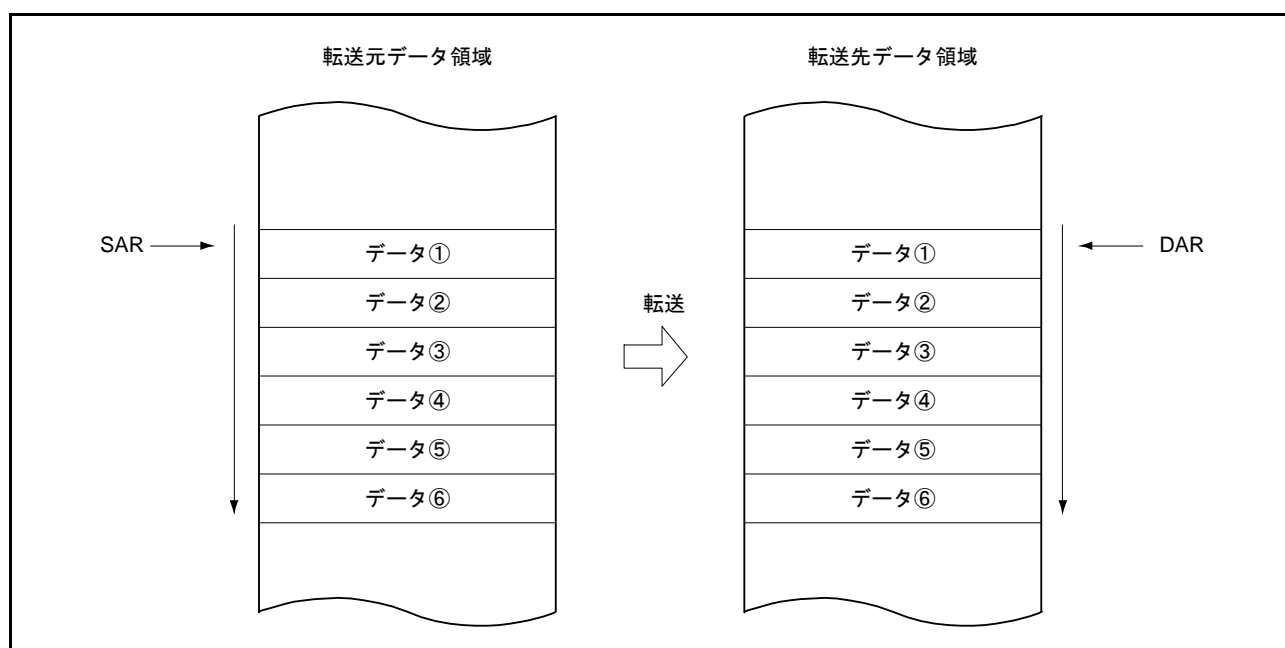 転送元データ領域
転送先データ領域
SAR
データ①
データ②
データ③
データ④
データ⑤
データ⑥
転送
データ①
データ②
データ③
データ④
データ⑤
データ⑥
DAR